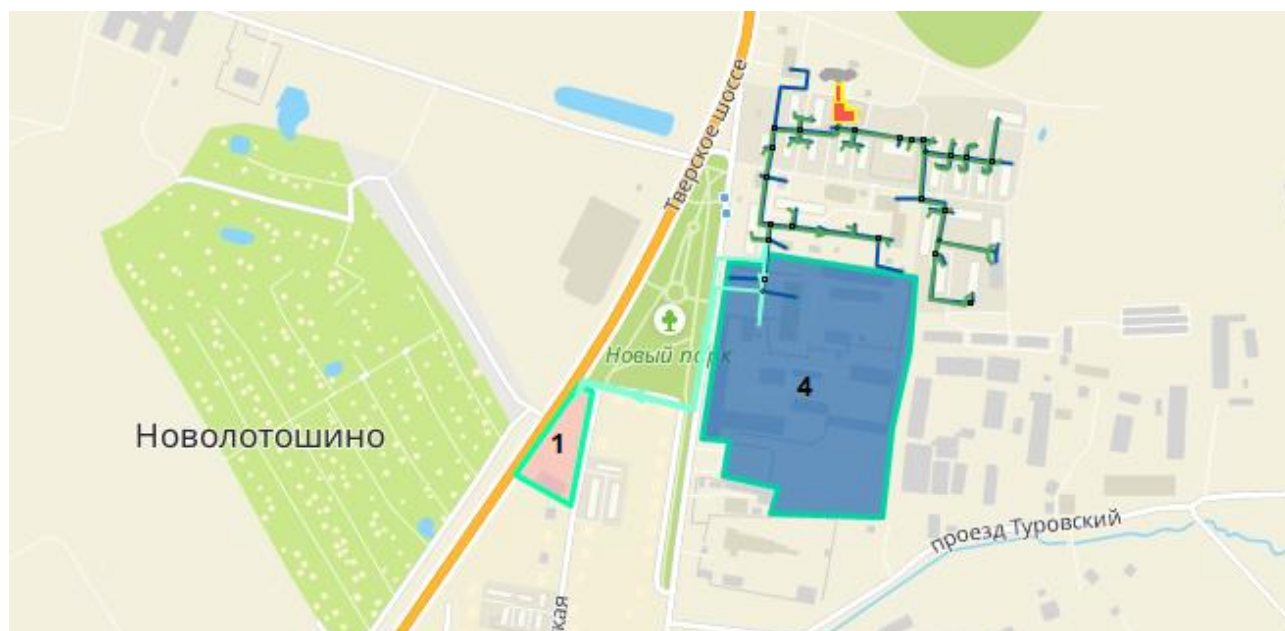 Тверское шоссе
Новый парк
4
Новолотошино
1
проезд Туровский
кая